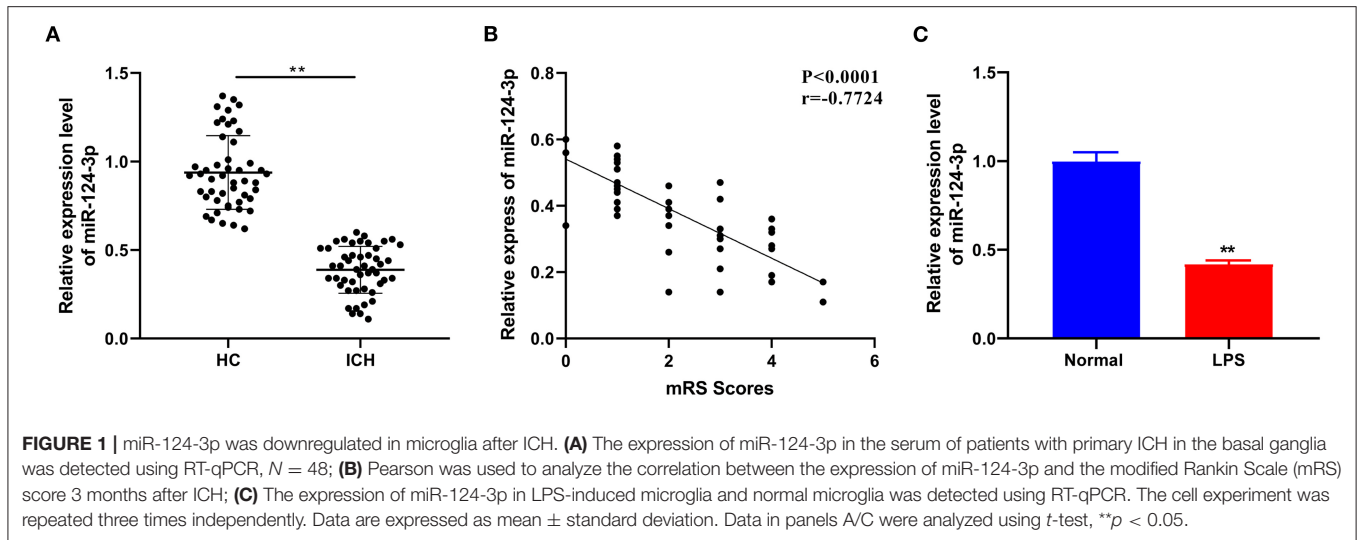 A
B
C
1.5
1.0
0.5
0.0
Relative expression level
of miR-124-3p
**
HC
ICH
0.8
0.6
0.4
0.2
0.0
Relative express of miR-124-3p
P<0.0001
r=-0.7724
0
2
4
6
mRS Scores
1.5
1.0
0.5
0.0
Relative expression level
of miR-124-3p
**
Normal
LPS
FIGURE 1 | miR-124-3p was downregulated in microglia after ICH. (A) The expression of miR-124-3p in the serum of patients with primary ICH in the basal ganglia
was detected using RT-qPCR, N = 48; (B) Pearson was used to analyze the correlation between the expression of miR-124-3p and the modified Rankin Scale (mRS)
score 3 months after ICH; (C) The expression of miR-124-3p in LPS-induced microglia and normal microglia was detected using RT-qPCR. The cell experiment was
repeated three times independently. Data are expressed as mean ± standard deviation. Data in panels A/C were analyzed using t-test, **p < 0.05.